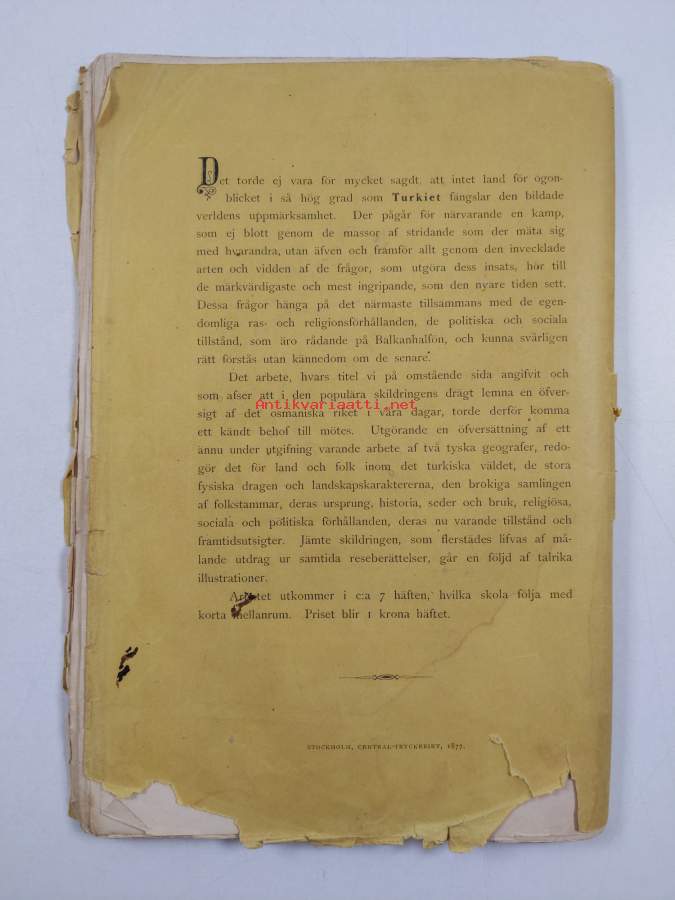 Det torde ej vara för mycket sagdt, att intet land för ögon-
blicket i så hög grad som Turkiet fängslar den bildade
verldens uppmärksamhet. Der pågår för närvarande en kamp,
som ej blott genom de massor af stridande som der mäta sig
med hvarandra, utan äfven och framför allt genom den invecklade
arten och vidden af de frågor, som utgöra dess insats, hör till
de märkvärdigaste och mest ingripande, som den nyare tiden sett.
Dessa frågor hänga på det närmaste tillsammans med de egen-
domliga ras- och religionsförhållanden, de politiska och sociala
tillstånd, som äro rådande på Balkanhalfön, och kunna svårligen
rätt förstås utan kännedom om de senare.
Det arbete, hvars titel vi på omstående sida angifvit och
som afser att i den populära skildringens drägt lemna en öfver-
Antikvariaatti.net
sigt af det osmaniska riket i våra dagar, torde derför komma
ett kändt behof till mötes. Utgörande en öfversättning af ett
ännu under utgifning varande arbete af två tyska geografer, redo-
gör det för land och folk inom det turkiska väldet, de stora
fysiska dragen och landskapskaraktererna, den brokiga samlingen
af folkstammar, deras ursprung, historia, seder och bruk, religiösa,
sociala och politiska förhållanden, deras nu varande tillstånd och
framtidsutsigter. Jämte skildringen, som flerstädes lifvas af må-
lande utdrag ur samtida reseberättelser, går en följd af talrika
illustrationer.
Arbetet utkommer i c:a 7 häften, hvilka skola följa med
korta mellanrum. Priset blir 1 krona häftet.
STOCKHOLM, CENTRAL-TRYCKERIET, 1877.